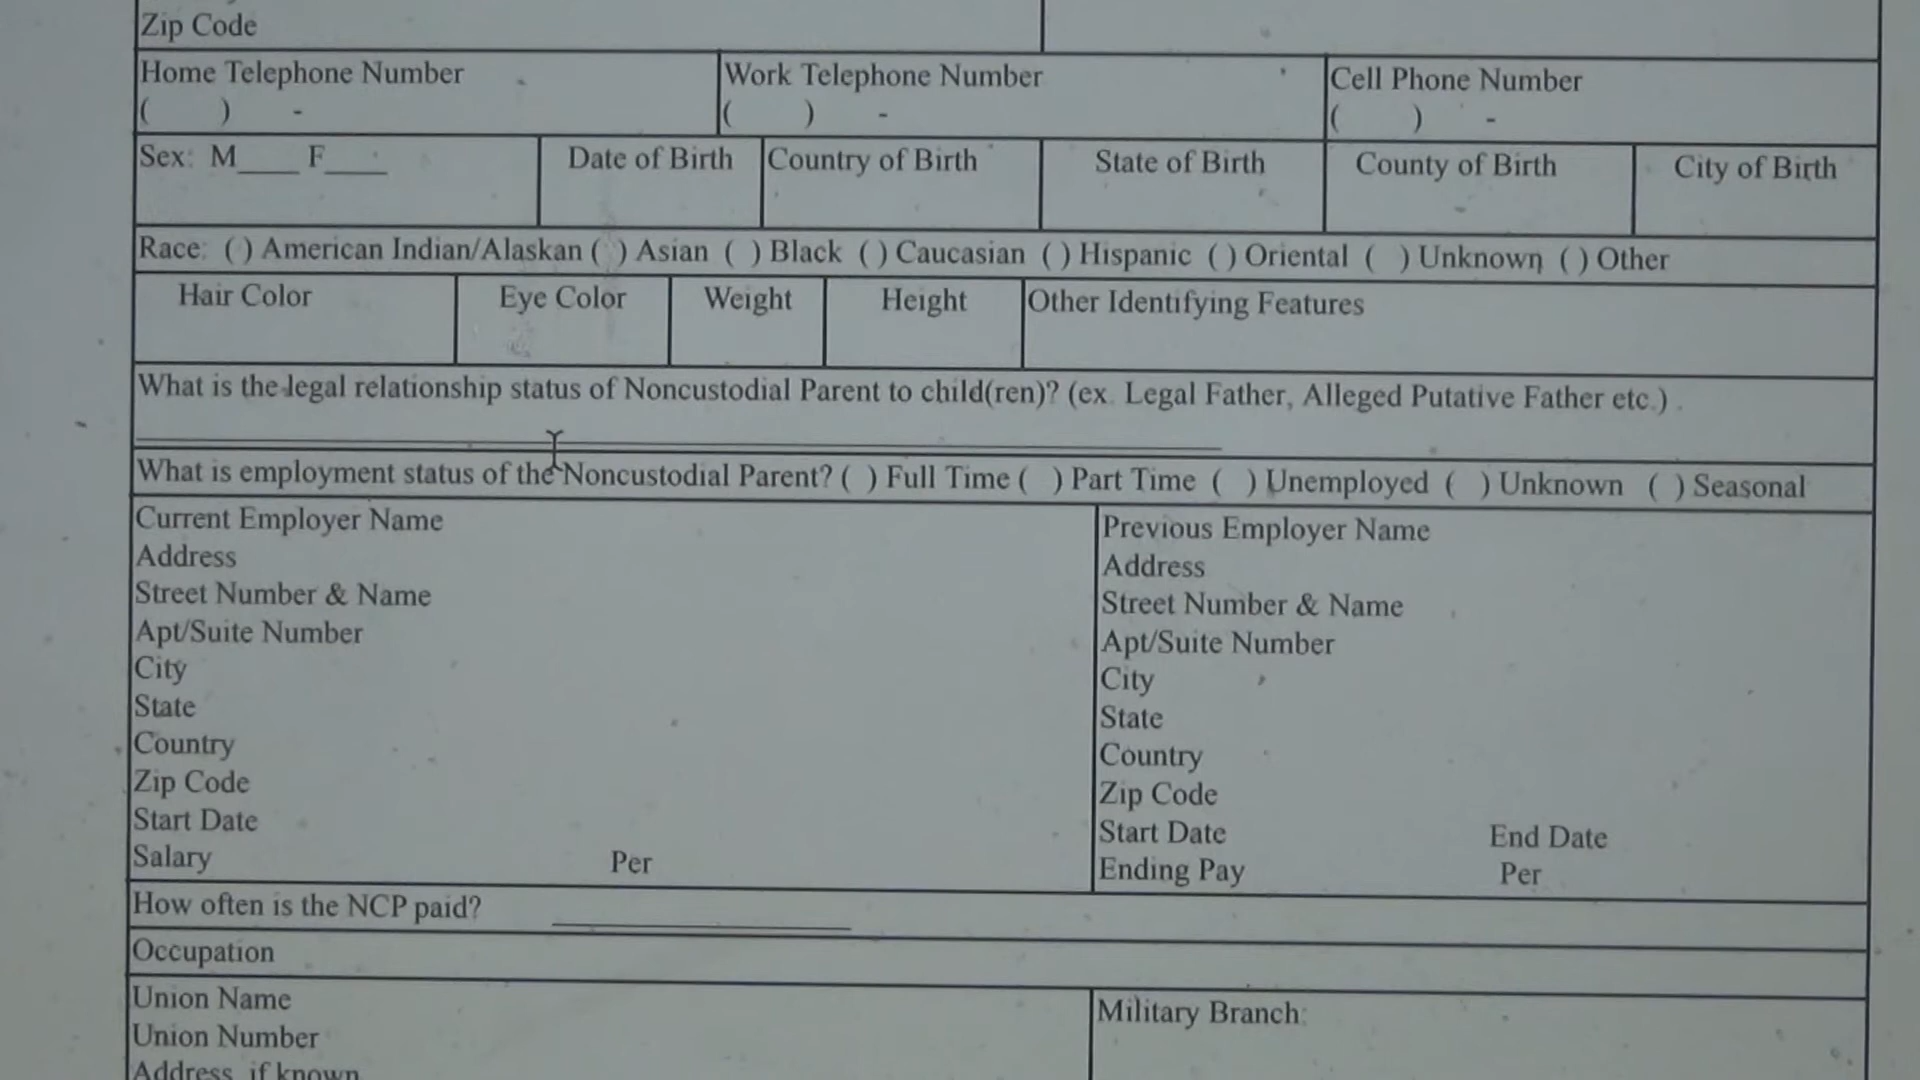 Zip Code
Home Telephone Number
( ) -
Work Telephone Number
( ) -
Cell Phone Number
( ) -
Sex: M____ F____
Date of Birth
Country of Birth
State of Birth
County of Birth
City of Birth
Race: ( ) American Indian/Alaskan ( ) Asian ( ) Black ( ) Caucasian ( ) Hispanic ( ) Oriental ( ) Unknown ( ) Other
Hair Color
Eye Color
Weight
Height
Other Identifying Features
What is the legal relationship status of Noncustodial Parent to child(ren)? (ex. Legal Father, Alleged Putative Father etc.)
What is employment status of the Noncustodial Parent? ( ) Full Time ( ) Part Time ( ) Unemployed ( ) Unknown ( ) Seasonal
Current Employer Name
Address
Street Number & Name
Apt/Suite Number
City
State
Country
Zip Code
Start Date
Salary Per
Previous Employer Name
Address
Street Number & Name
Apt/Suite Number
City
State
Country
Zip Code
Start Date End Date
Ending Pay Per
How often is the NCP paid? ____________________
Occupation
Union Name
Union Number
Address, if known
Military Branch: